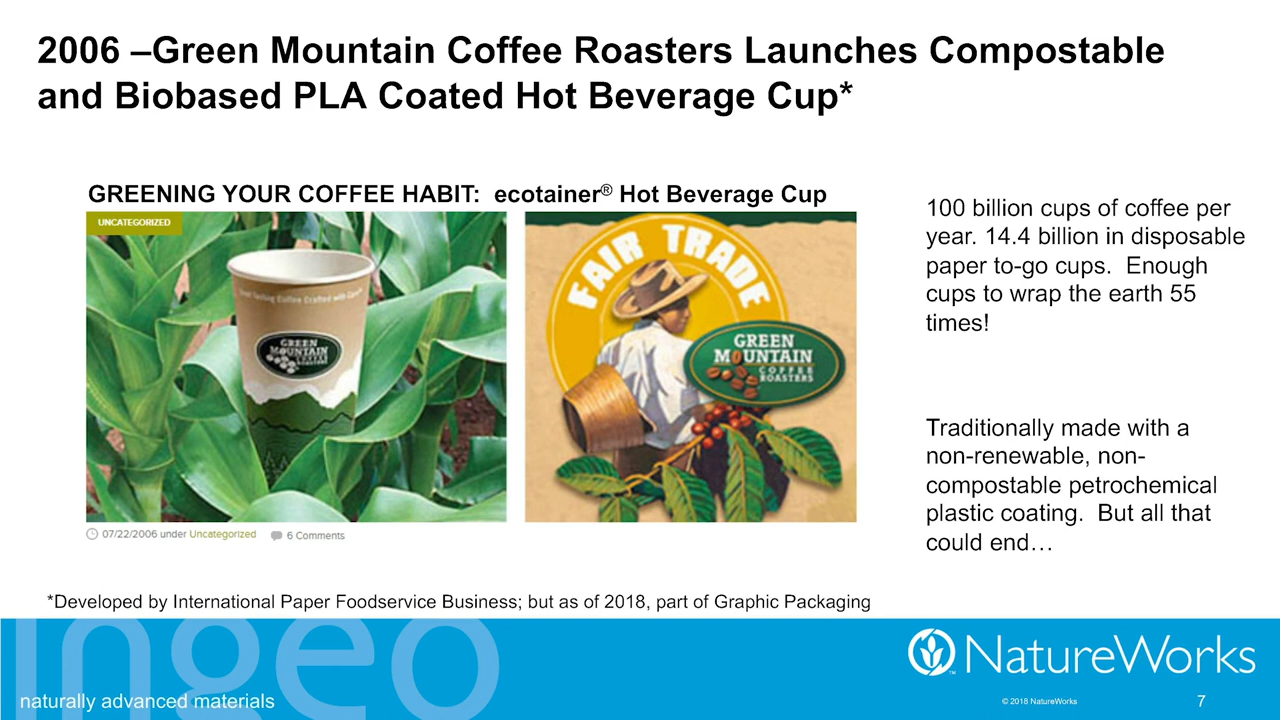 2006 –Green Mountain Coffee Roasters Launches Compostable
and Biobased PLA Coated Hot Beverage Cup*
GREENING YOUR COFFEE HABIT:  ecotainer® Hot Beverage Cup
UNCATEGORIZED
GREEN
MOUNTAIN
COFFEE
ROASTERS
FAIR TRADE
GREEN
MOUNTAIN
COFFEE
ROASTERS
07/22/2006 under Uncategorized
6 Comments
100 billion cups of coffee per
year. 14.4 billion in disposable
paper to-go cups.  Enough
cups to wrap the earth 55
times!
Traditionally made with a
non-renewable, non-
compostable petrochemical
plastic coating.  But all that
could end…
*Developed by International Paper Foodservice Business; but as of 2018, part of Graphic Packaging
Ingeo
naturally advanced materials
NatureWorks
TM
© 2018 NatureWorks
7